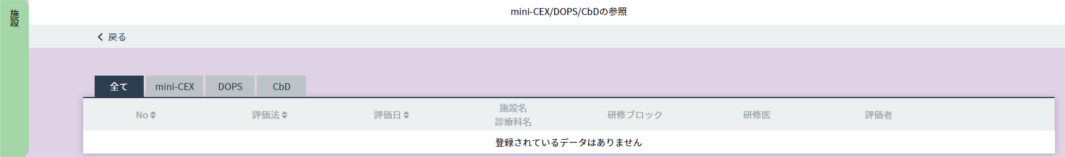 施設
mini-CEX/DOPS/CbDの参照
戻る
全て mini-CEX DOPS CbD
No 評価法 評価日 施設名 研修ブロック 研修医 評価者
診療科名
登録されているデータはありません